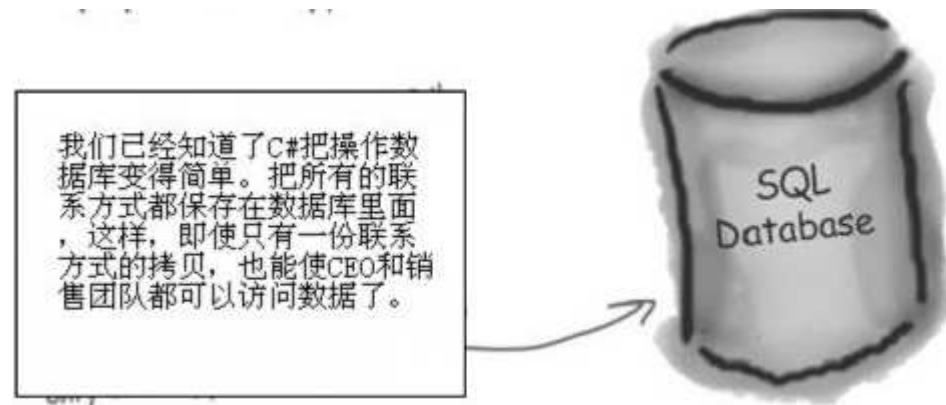 我们已经知道了C#把操作数
据库变得简单。把所有的联
系方式都保存在数据库里面
，这样，即使只有一份联系
方式的拷贝，也能使CEO和销
售团队都可以访问数据了。
SQL
Database